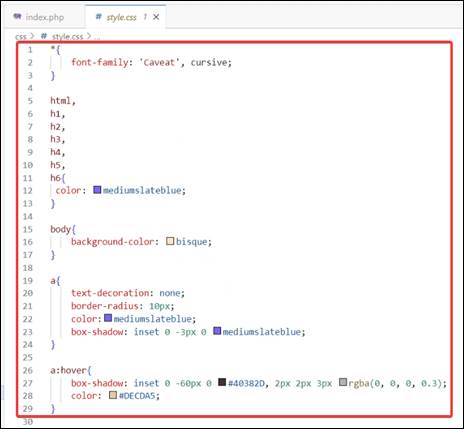 index.php
style.css 1
css > # style.css > ...
1 *{
2 font-family: 'Caveat', cursive;
3 }
4
5 html,
6 h1,
7 h2,
8 h3,
9 h4,
10 h5,
11 h6{
12 color: mediumslateblue;
13 }
14
15 body{
16 background-color: bisque;
17 }
18
19 a{
20 text-decoration: none;
21 border-radius: 10px;
22 color:mediumslateblue;
23 box-shadow: inset 0 -3px 0 mediumslateblue;
24 }
25
26 a:hover{
27 box-shadow: inset 0 -60px 0 #40382D, 2px 2px 3px rgba(0, 0, 0, 0.3);
28 color: #DECDA5;
29 }
30